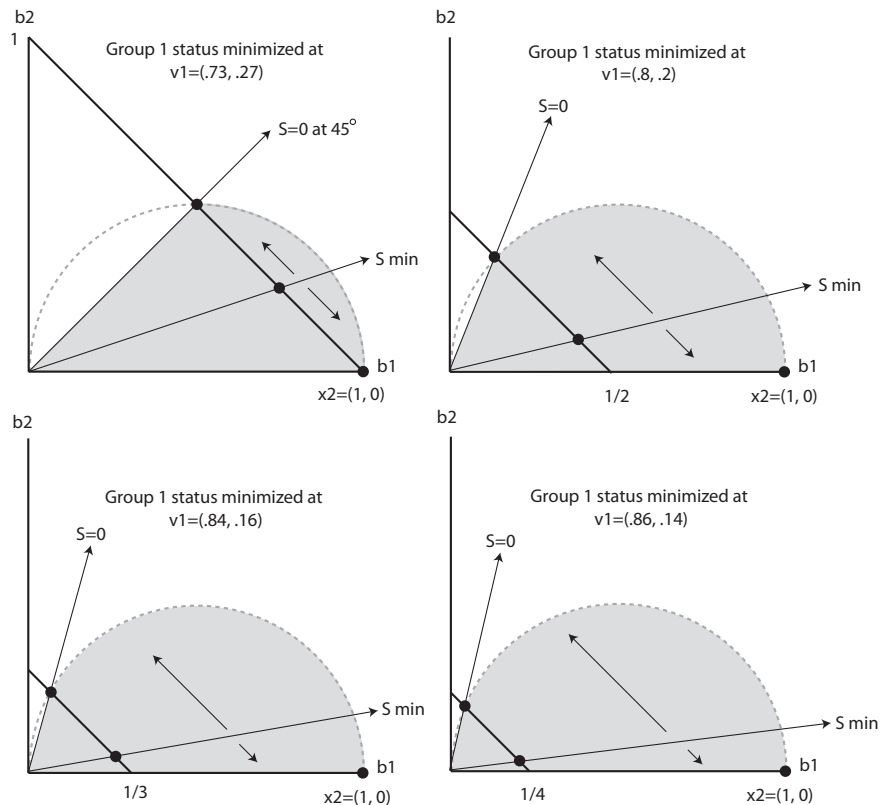 b2
1
Group 1 status minimized at
v1=(.73, .27)
S=0 at 45°
S min
b1
x2=(1, 0)
b2
Group 1 status minimized at
v1=(.8, .2)
S=0
S min
b1
1/2
x2=(1, 0)
b2
Group 1 status minimized at
v1=(.84, .16)
S=0
S min
b1
1/3
x2=(1, 0)
b2
Group 1 status minimized at
v1=(.86, .14)
S=0
S min
b1
1/4
x2=(1, 0)